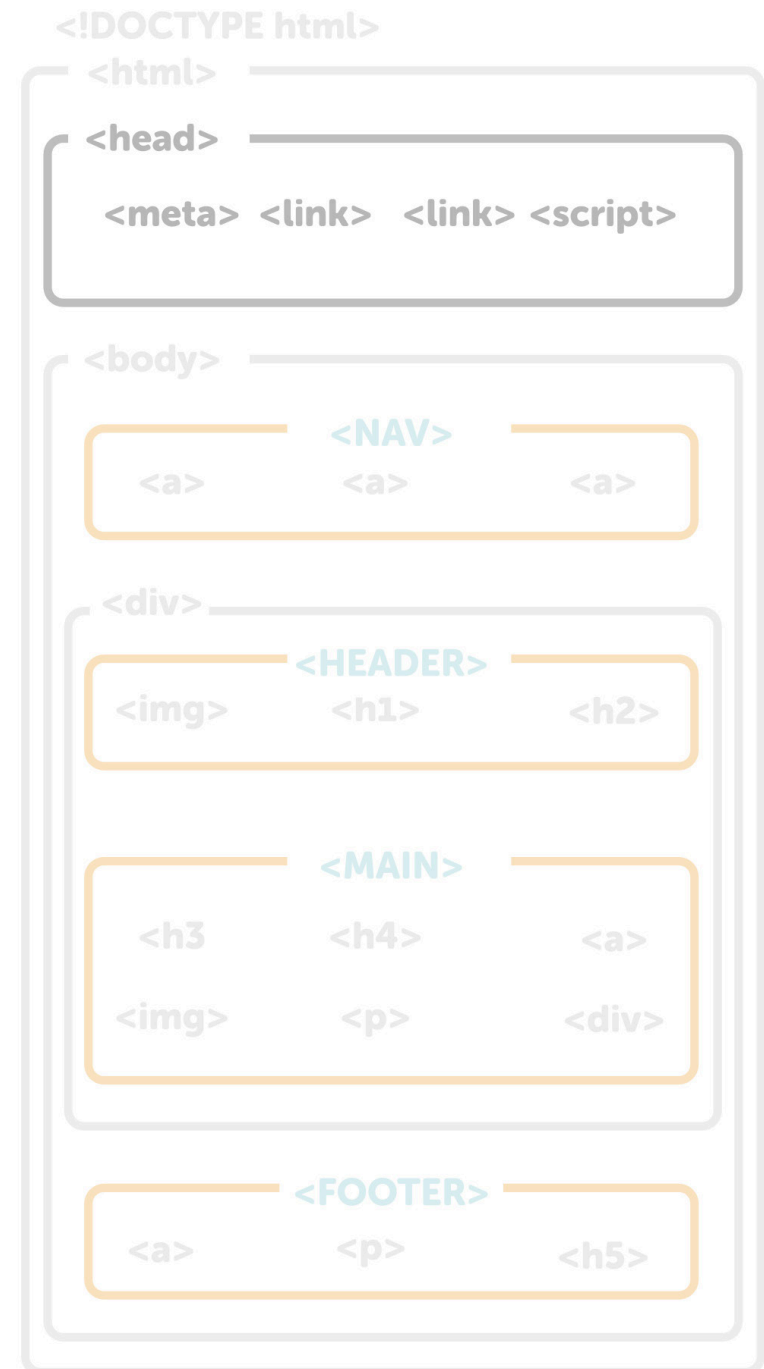 <!DOCTYPE html>
<html>
<head>
<meta> <link> <link> <script>
<body>
<NAV>
<a> <a> <a>
<div>
<HEADER>
<img> <h1> <h2>
<MAIN>
<h3 <h4> <a>
<img> <p> <div>
<FOOTER>
<a> <p> <h5>